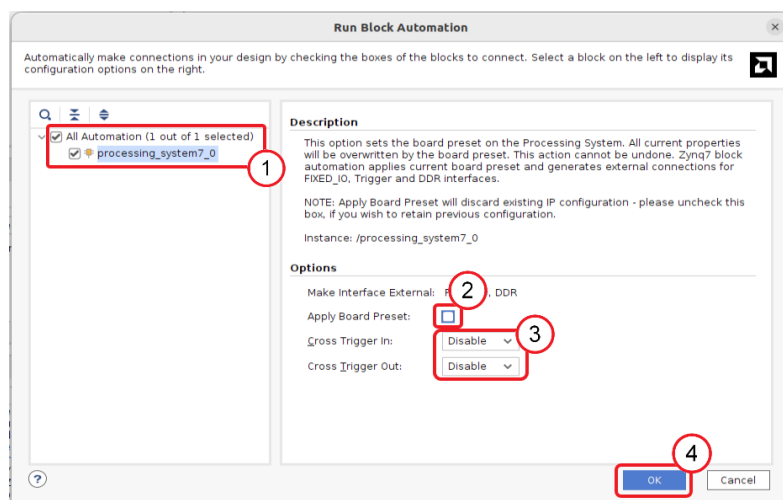 Run Block Automation
Automatically make connections in your design by checking the boxes of the blocks to connect. Select a block on the left to display its
configuration options on the right.
All Automation (1 out of 1 selected)
processing_system7_0
1
Description
This option sets the board preset on the Processing System. All current properties
will be overwritten by the board preset. This action cannot be undone. Zynq7 block
automation applies current board preset and generates external connections for
FIXED_IO, Trigger and DDR interfaces.
NOTE: Apply Board Preset will discard existing IP configuration - please uncheck this
box, if you wish to retain previous configuration.
Instance: /processing_system7_0
Options
Make Interface External: , DDR
2
Apply Board Preset:
Cross Trigger In: Disable
3
Cross Trigger Out: Disable
4
?
OK Cancel